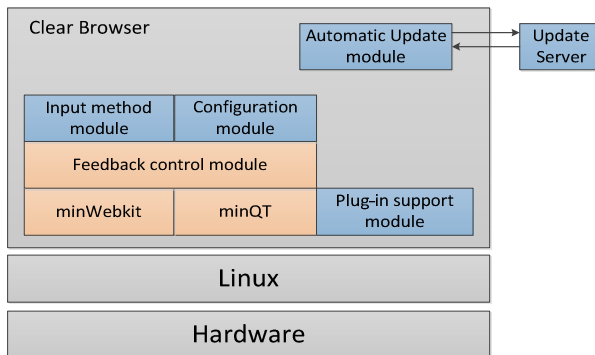 Clear Browser
Automatic Update
module
Update
Server
Input method
module
Configuration
module
Feedback control module
minWebkit
minQT
Plug-in support
module
Linux
Hardware